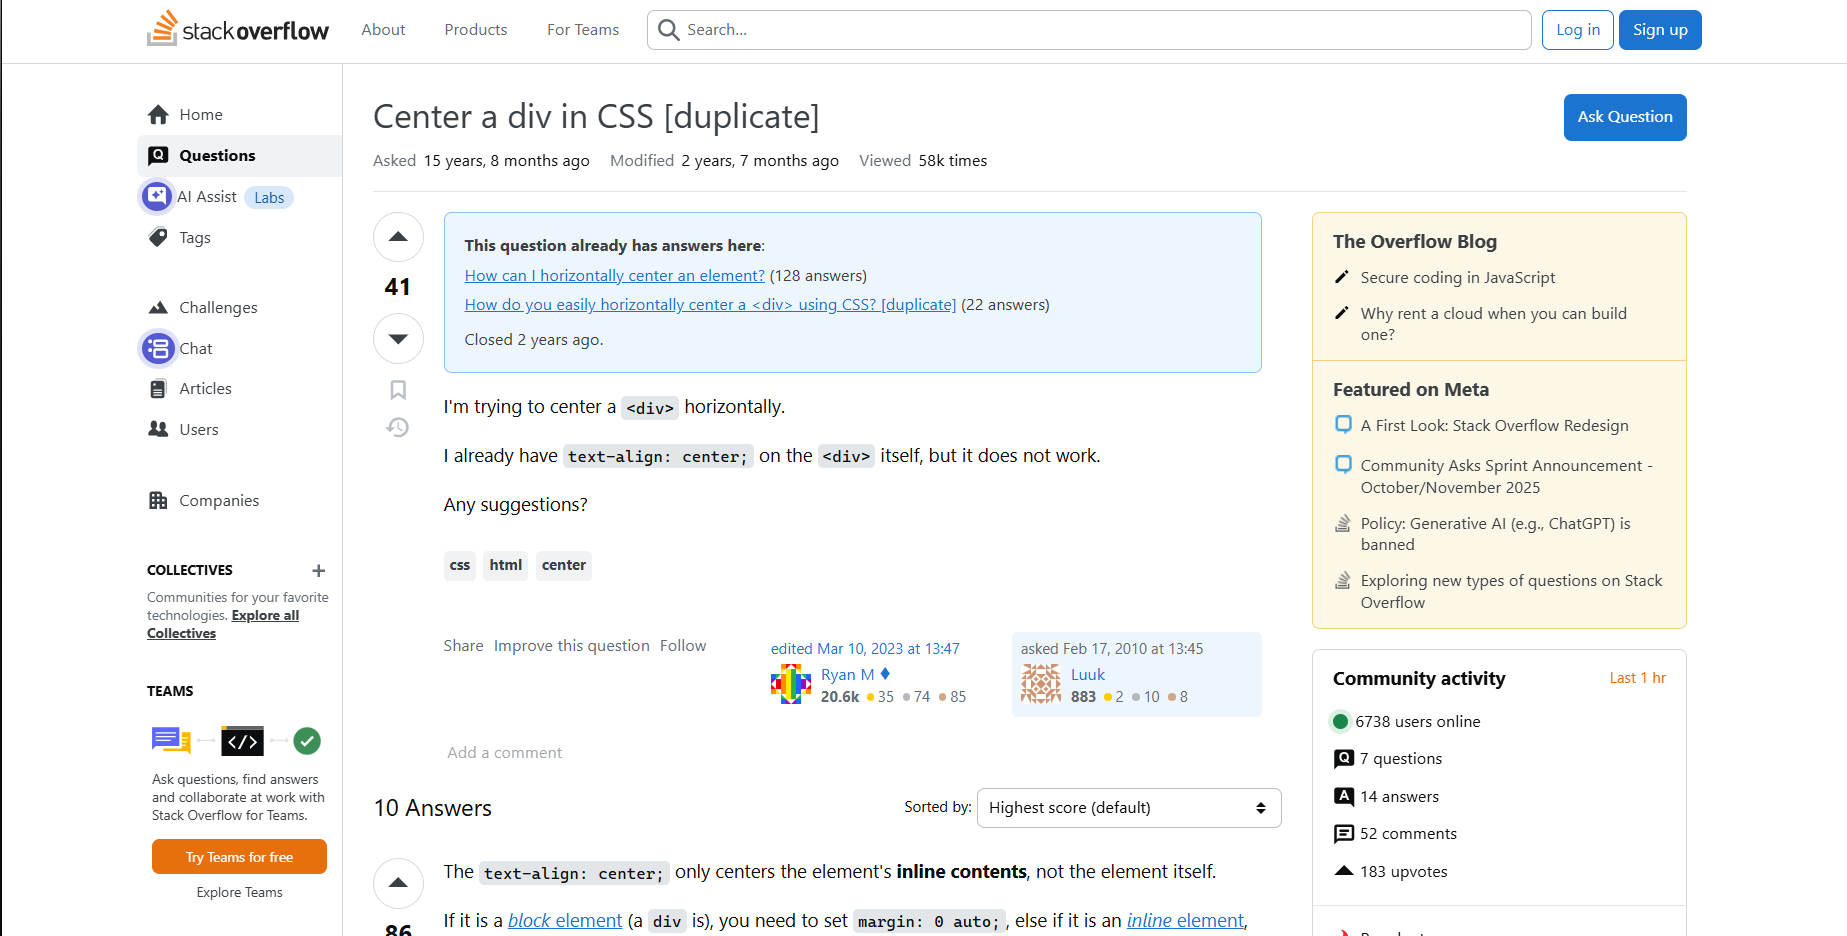 stackoverflow
About
Products
For Teams
Search...
Log in
Sign up
Home
Questions
AI Assist Labs
Tags
Challenges
Chat
Articles
Users
Companies
COLLECTIVES
Communities for your favorite
technologies. Explore all
Collectives
TEAMS
Ask questions, find answers
and collaborate at work with
Stack Overflow for Teams.
Try Teams for free
Explore Teams
Center a div in CSS [duplicate]
Ask Question
Asked 15 years, 8 months ago Modified 2 years, 7 months ago Viewed 58k times
41
This question already has answers here:
How can I horizontally center an element? (128 answers)
How do you easily horizontally center a <div> using CSS? [duplicate] (22 answers)
Closed 2 years ago.
I'm trying to center a <div> horizontally.
I already have text-align: center; on the <div> itself, but it does not work.
Any suggestions?
css html center
Share Improve this question Follow
edited Mar 10, 2023 at 13:47
Ryan M
20.6k 35 74 85
asked Feb 17, 2010 at 13:45
Luuk
883 2 10 8
Add a comment
10 Answers
Sorted by: Highest score (default)
86
The text-align: center; only centers the element's inline contents, not the element itself.
If it is a block element (a div is), you need to set margin: 0 auto;, else if it is an inline element,
The Overflow Blog
Secure coding in JavaScript
Why rent a cloud when you can build
one?
Featured on Meta
A First Look: Stack Overflow Redesign
Community Asks Sprint Announcement -
October/November 2025
Policy: Generative AI (e.g., ChatGPT) is
banned
Exploring new types of questions on Stack
Overflow
Community activity
Last 1 hr
6738 users online
7 questions
14 answers
52 comments
183 upvotes